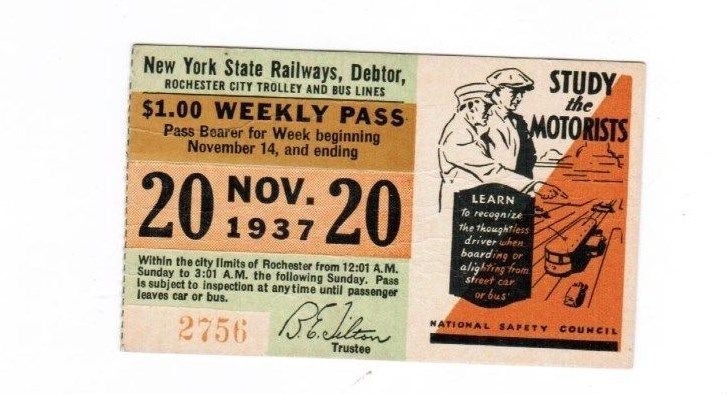 New York State Railways, Debtor,
ROCHESTER CITY TROLLEY AND BUS LINES
$1.00 WEEKLY PASS
Pass Bearer for Week beginning
November 14, and ending
20 NOV. 20
1937
Within the city limits of Rochester from 12:01 A.M.
Sunday to 3:01 A.M. the following Sunday. Pass
is subject to inspection at any time until passenger
leaves car or bus.
2756
B.E. Tilton
Trustee
STUDY
the
MOTORISTS
LEARN
to recognize
the thoughtless
driver when
boarding or
alighting from
street car
or bus
NATIONAL SAFETY COUNCIL